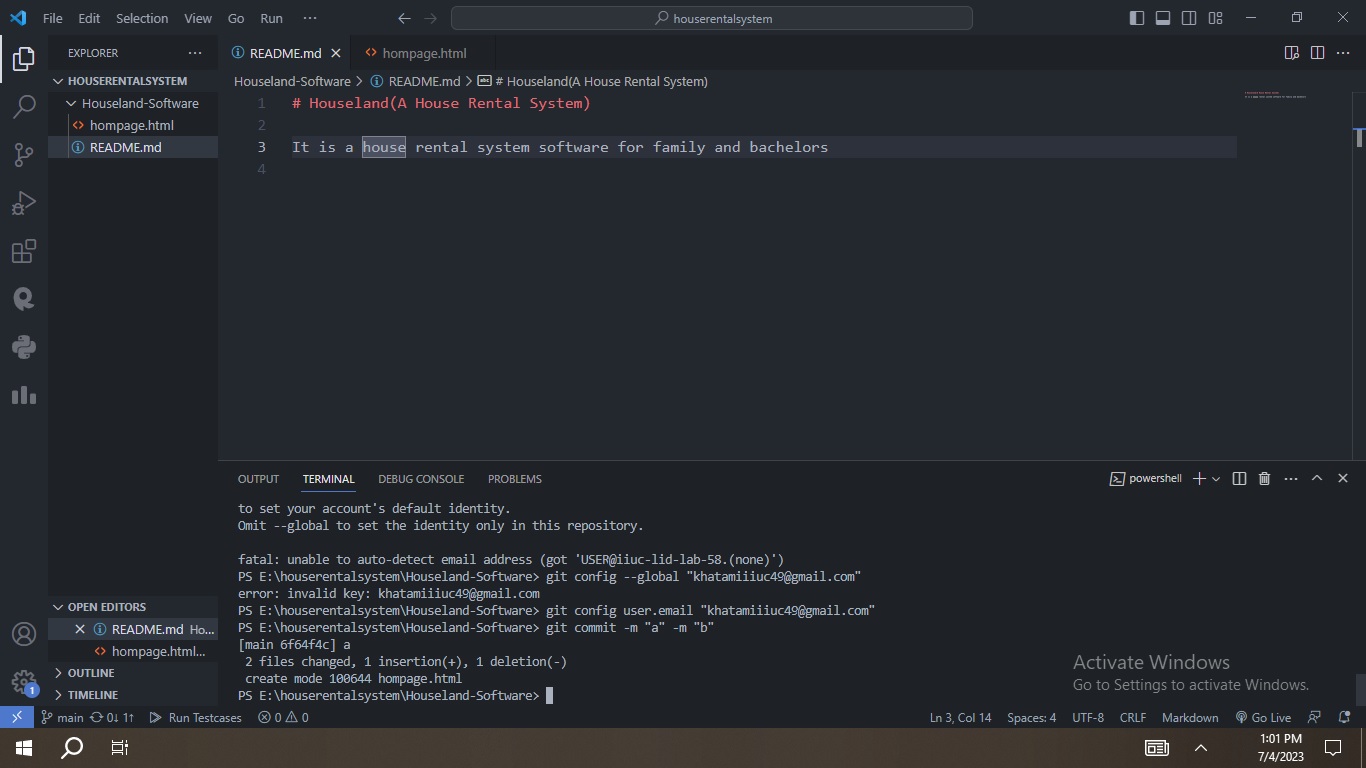 File Edit Selection View Go Run ··· houserentalsystem
EXPLORER ···
HOUSERENTALSYSTEM
Houseland-Software
hompage.html
README.md
OPEN EDITORS
README.md Ho...
hompage.html...
OUTLINE
TIMELINE
README.md hompage.html
Houseland-Software > README.md > # Houseland(A House Rental System)
1 # Houseland(A House Rental System)
2
3 It is a house rental system software for family and bachelors
4
OUTPUT TERMINAL DEBUG CONSOLE PROBLEMS powershell
to set your account's default identity.
Omit --global to set the identity only in this repository.
fatal: unable to auto-detect email address (got 'USER@iiuc-lid-lab-58.(none)')
PS E:\houserentalsystem\Houseland-Software> git config --global "khatamiiiuc49@gmail.com"
error: invalid key: khatamiiiuc49@gmail.com
PS E:\houserentalsystem\Houseland-Software> git config user.email "khatamiiiuc49@gmail.com"
PS E:\houserentalsystem\Houseland-Software> git commit -m "a" -m "b"
[main 6f64f4c] a
2 files changed, 1 insertion(+), 1 deletion(-)
create mode 100644 hompage.html
PS E:\houserentalsystem\Houseland-Software>
Activate Windows
Go to Settings to activate Windows.
1
main 0↓ 1↑ Run Testcases 0 0 Ln 3, Col 14 Spaces: 4 UTF-8 CRLF Markdown Go Live
1:01 PM
7/4/2023